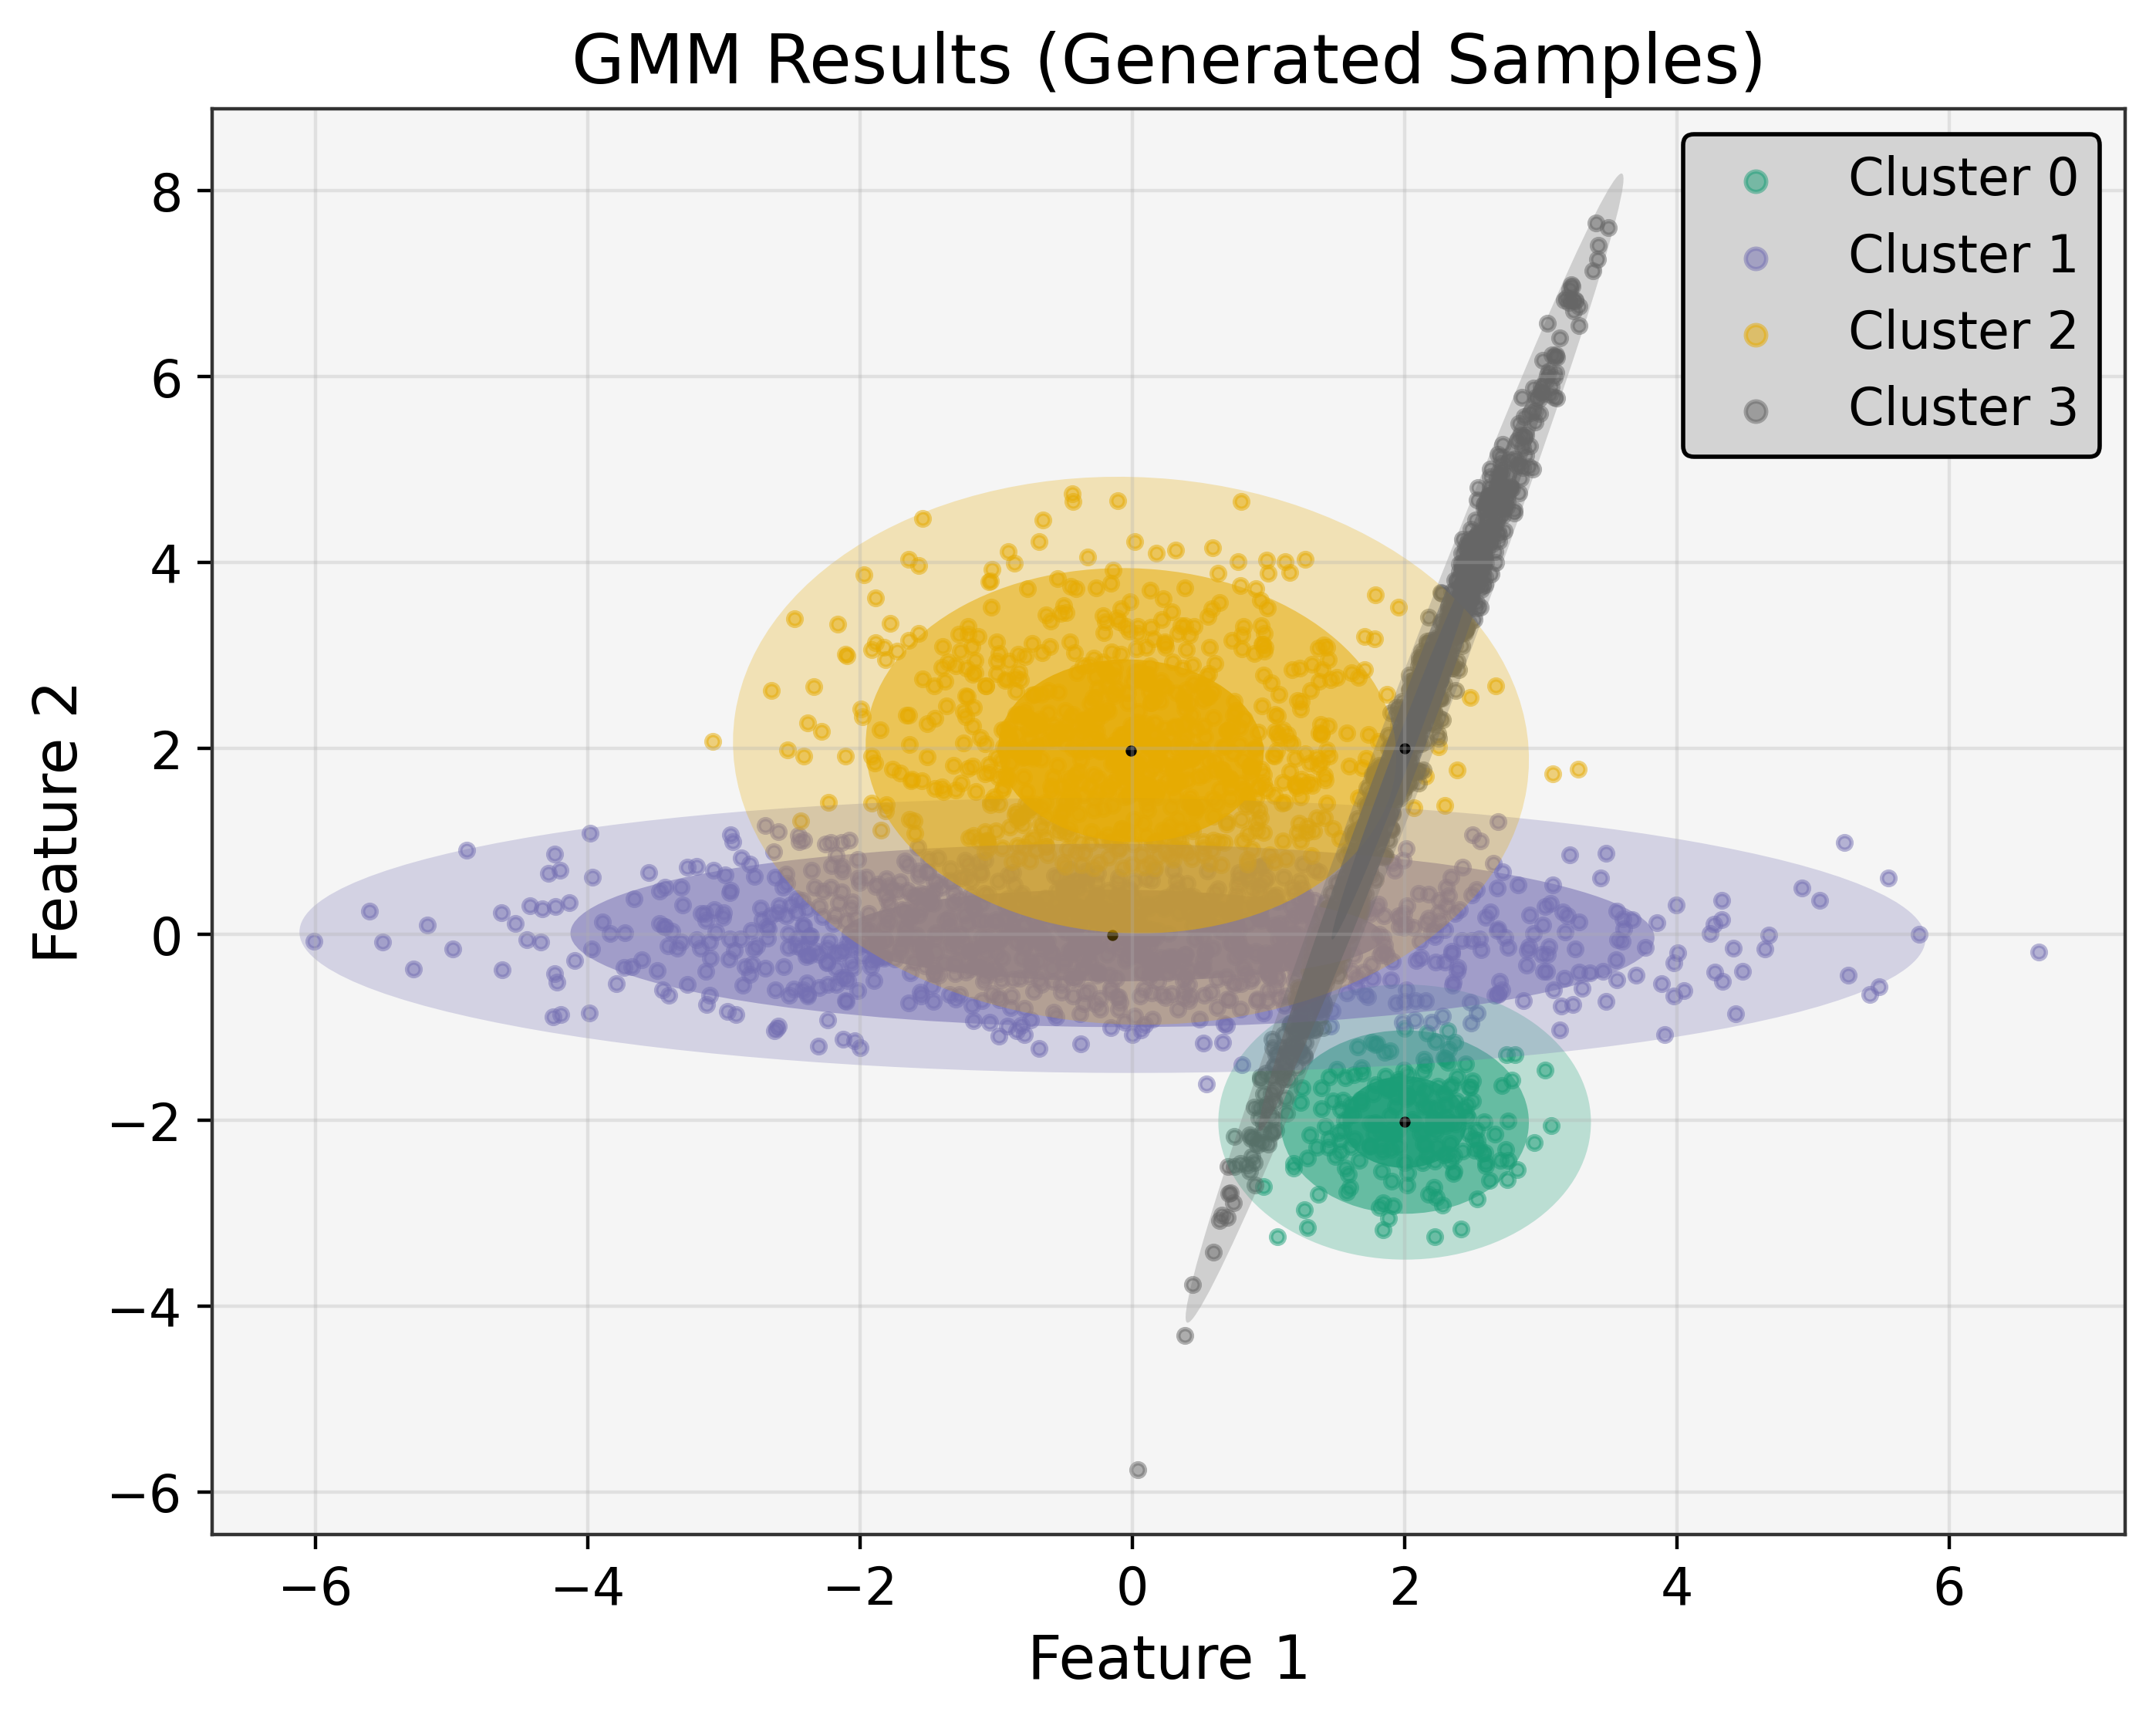 GMM Results (Generated Samples)
Cluster 0
Cluster 1
Cluster 2
Cluster 3
Feature 2
8
6
4
2
0
−2
−4
−6
−6 −4 −2 0 2 4 6
Feature 1